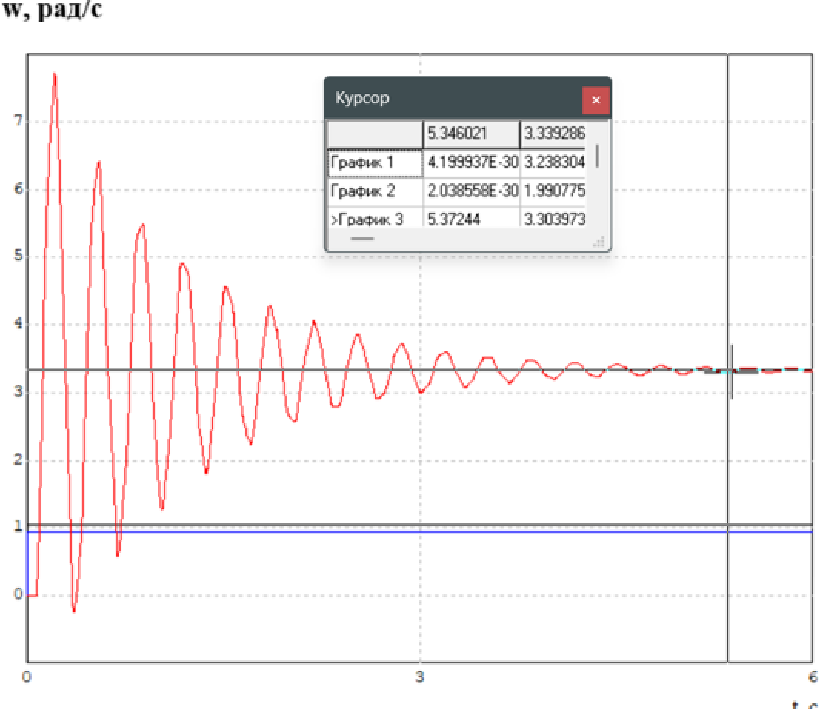 w, рад/с
Курсор ×
5.346021 3.339286
График 1 4.199937E-30 3.238304
График 2 2.038558E-30 1.990775
>График 3 5.37244 3.303973
7
6
5
4
3
2
1
0
0 3 6
t, c